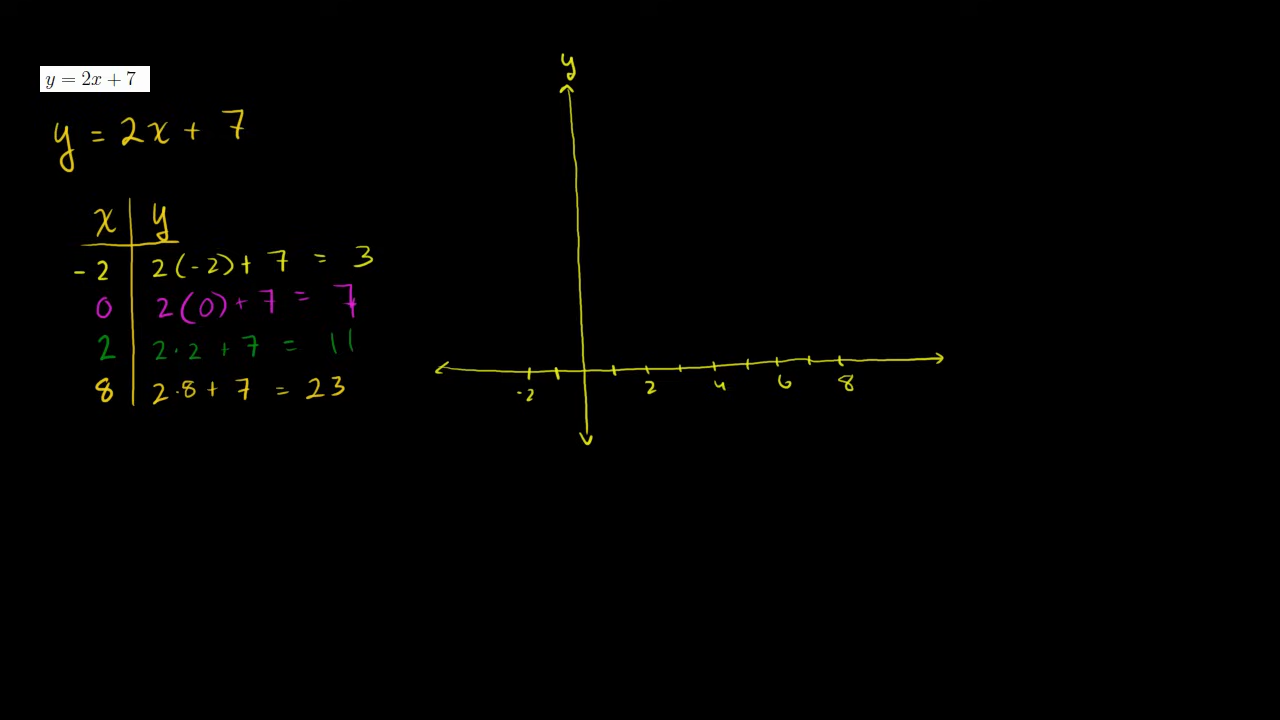 y = 2x + 7
y = 2x + 7
x y
-2 2(-2) + 7 = 3
0 2(0) + 7 = 7
2 2·2 + 7 = 11
8 2·8 + 7 = 23
y
-2 2 4 6 8